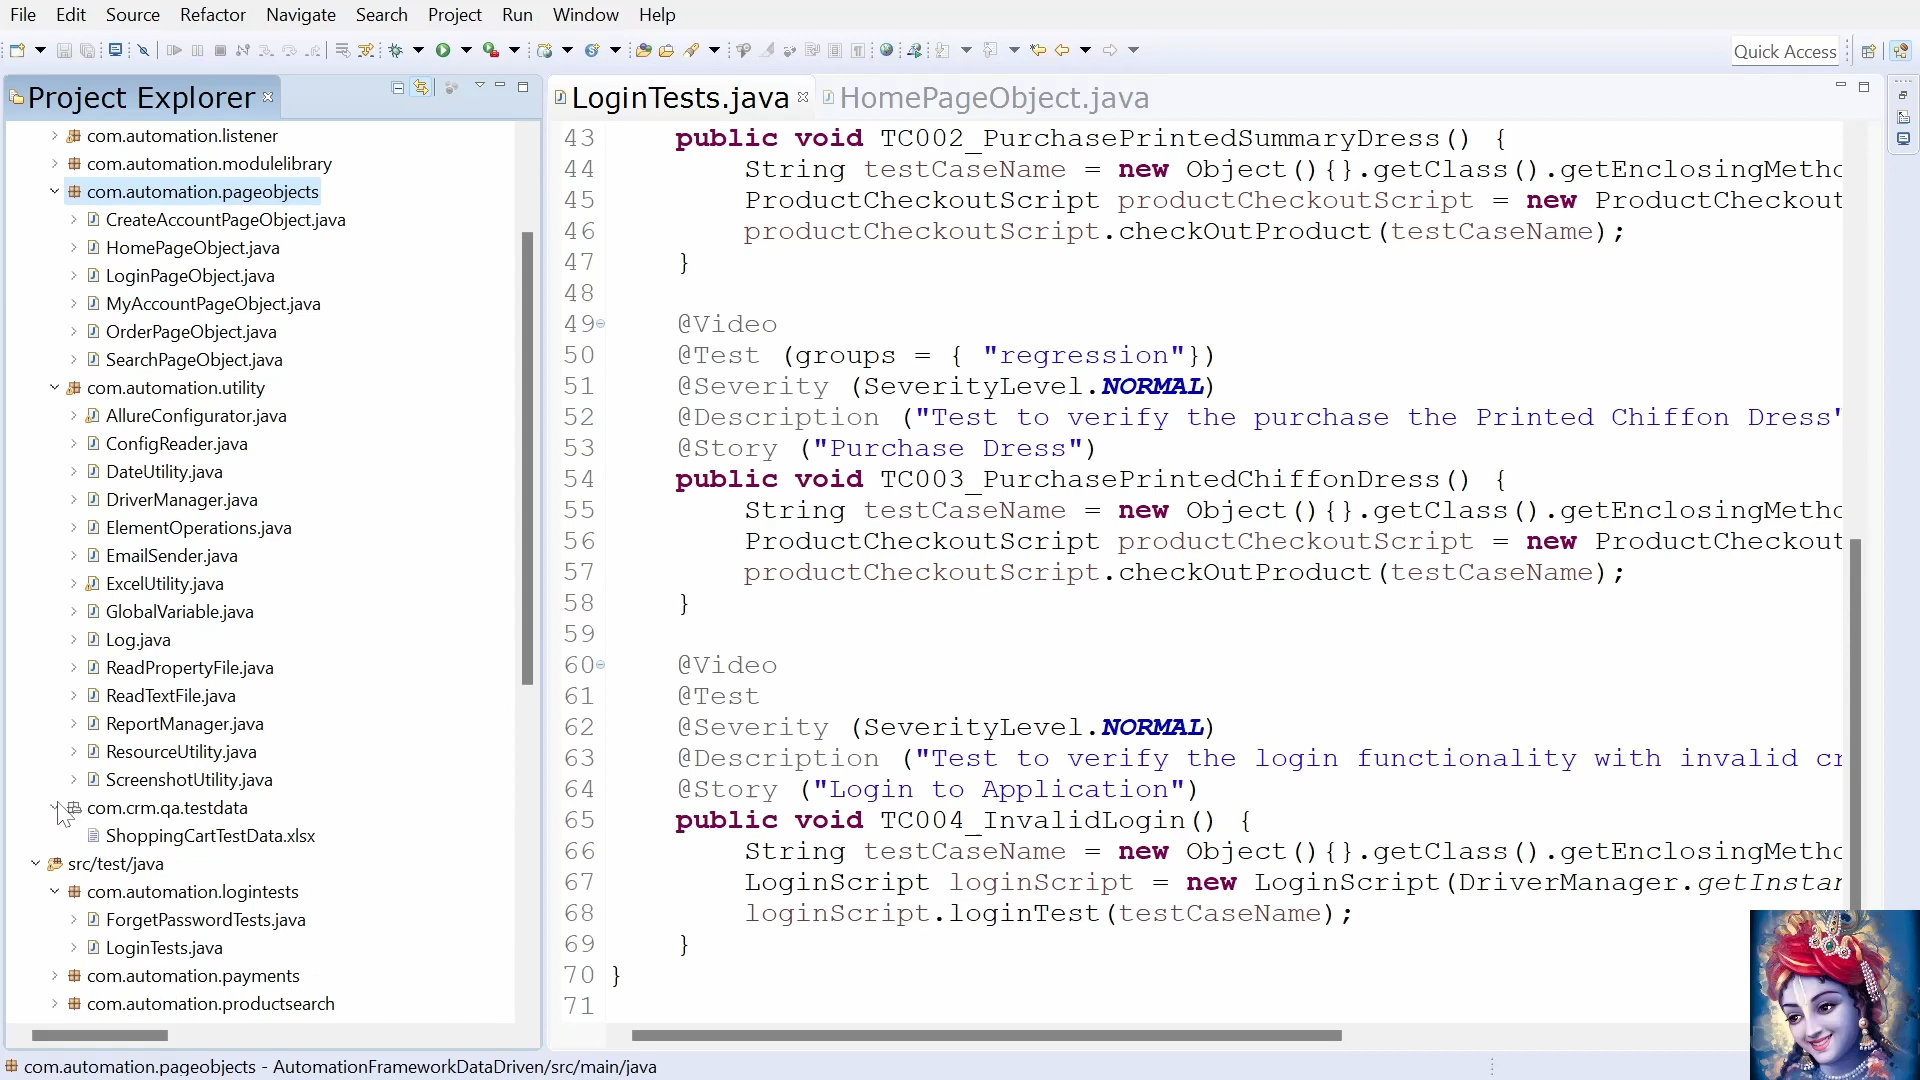 File Edit Source Refactor Navigate Search Project Run Window Help
Quick Access
Project Explorer
com.automation.listener
com.automation.modulelibrary
com.automation.pageobjects
CreateAccountPageObject.java
HomePageObject.java
LoginPageObject.java
MyAccountPageObject.java
OrderPageObject.java
SearchPageObject.java
com.automation.utility
AllureConfigurator.java
ConfigReader.java
DateUtility.java
DriverManager.java
ElementOperations.java
EmailSender.java
ExcelUtility.java
GlobalVariable.java
Log.java
ReadPropertyFile.java
ReadTextFile.java
ReportManager.java
ResourceUtility.java
ScreenshotUtility.java
com.crm.qa.testdata
ShoppingCartTestData.xlsx
src/test/java
com.automation.logintests
ForgetPasswordTests.java
LoginTests.java
com.automation.payments
com.automation.productsearch
LoginTests.java HomePageObject.java
43 public void TC002_PurchasePrintedSummaryDress() {
44 String testCaseName = new Object(){}.getClass().getEnclosingMetho
45 ProductCheckoutScript productCheckoutScript = new ProductCheckout
46 productCheckoutScript.checkOutProduct(testCaseName);
47 }
48
49 @Video
50 @Test (groups = { "regression"})
51 @Severity (SeverityLevel.NORMAL)
52 @Description ("Test to verify the purchase the Printed Chiffon Dress"
53 @Story ("Purchase Dress")
54 public void TC003_PurchasePrintedChiffonDress() {
55 String testCaseName = new Object(){}.getClass().getEnclosingMetho
56 ProductCheckoutScript productCheckoutScript = new ProductCheckout
57 productCheckoutScript.checkOutProduct(testCaseName);
58 }
59
60 @Video
61 @Test
62 @Severity (SeverityLevel.NORMAL)
63 @Description ("Test to verify the login functionality with invalid cr
64 @Story ("Login to Application")
65 public void TC004_InvalidLogin() {
66 String testCaseName = new Object(){}.getClass().getEnclosingMetho
67 LoginScript loginScript = new LoginScript(DriverManager.getInstan
68 loginScript.loginTest(testCaseName);
69 }
70 }
71
com.automation.pageobjects - AutomationFrameworkDataDriven/src/main/java